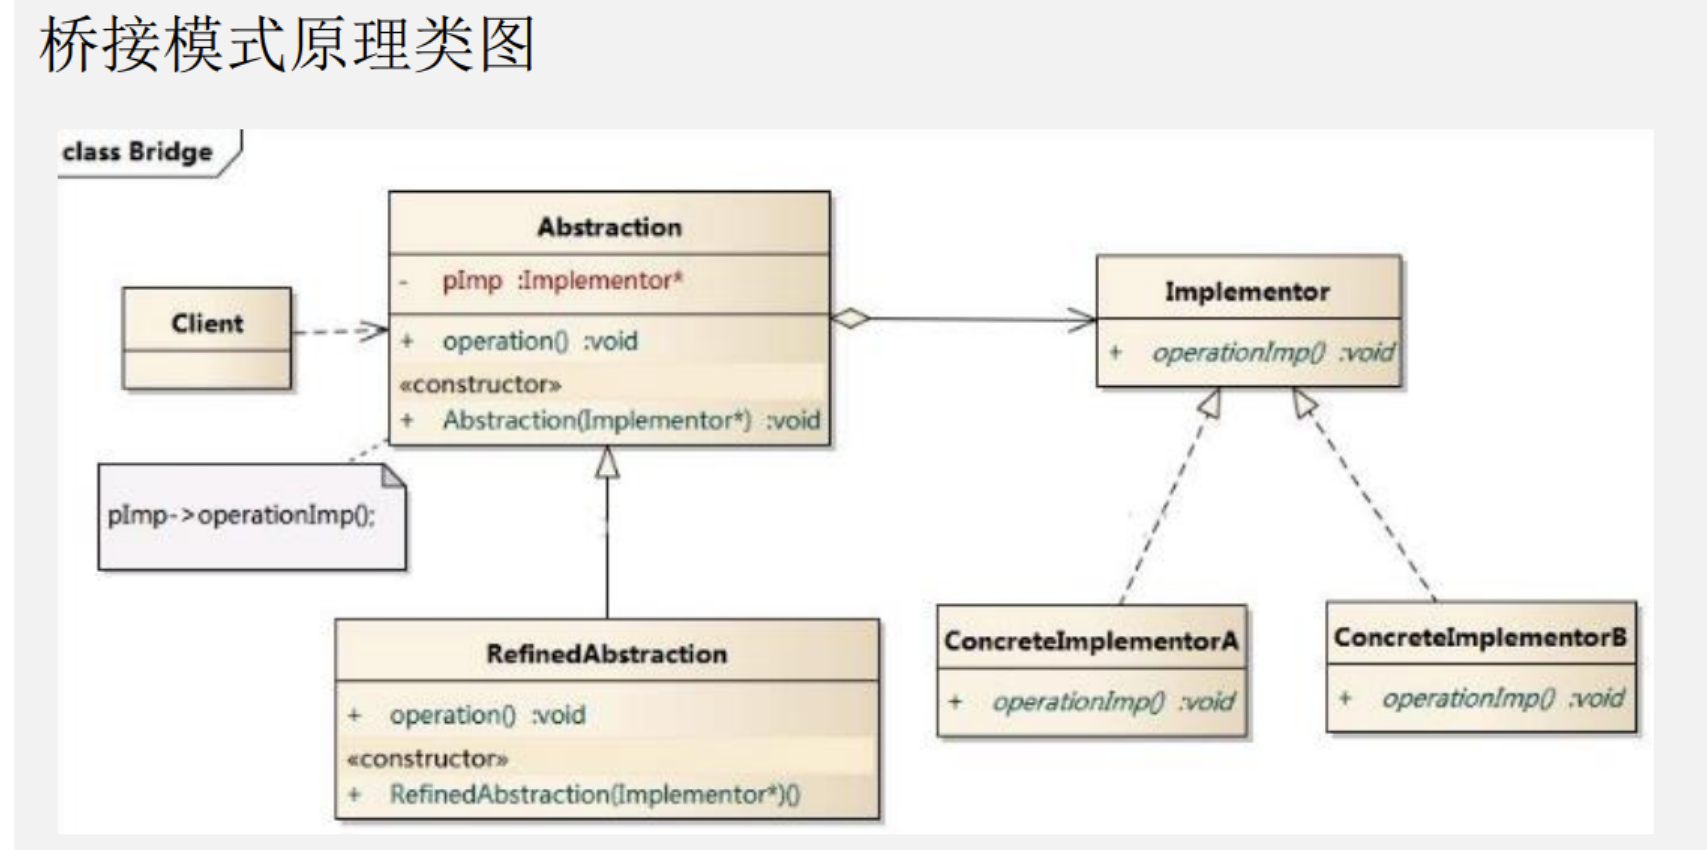 桥接模式原理类图
class Bridge
Abstraction
- pImp :Implementor*
+ operation() :void
«constructor»
+ Abstraction(Implementor*) :void
Client
Implementor
+ operationImp() :void
pImp->operationImp();
RefinedAbstraction
+ operation() :void
«constructor»
+ RefinedAbstraction(Implementor*)()
ConcreteImplementorA
+ operationImp() :void
ConcreteImplementorB
+ operationImp() :void